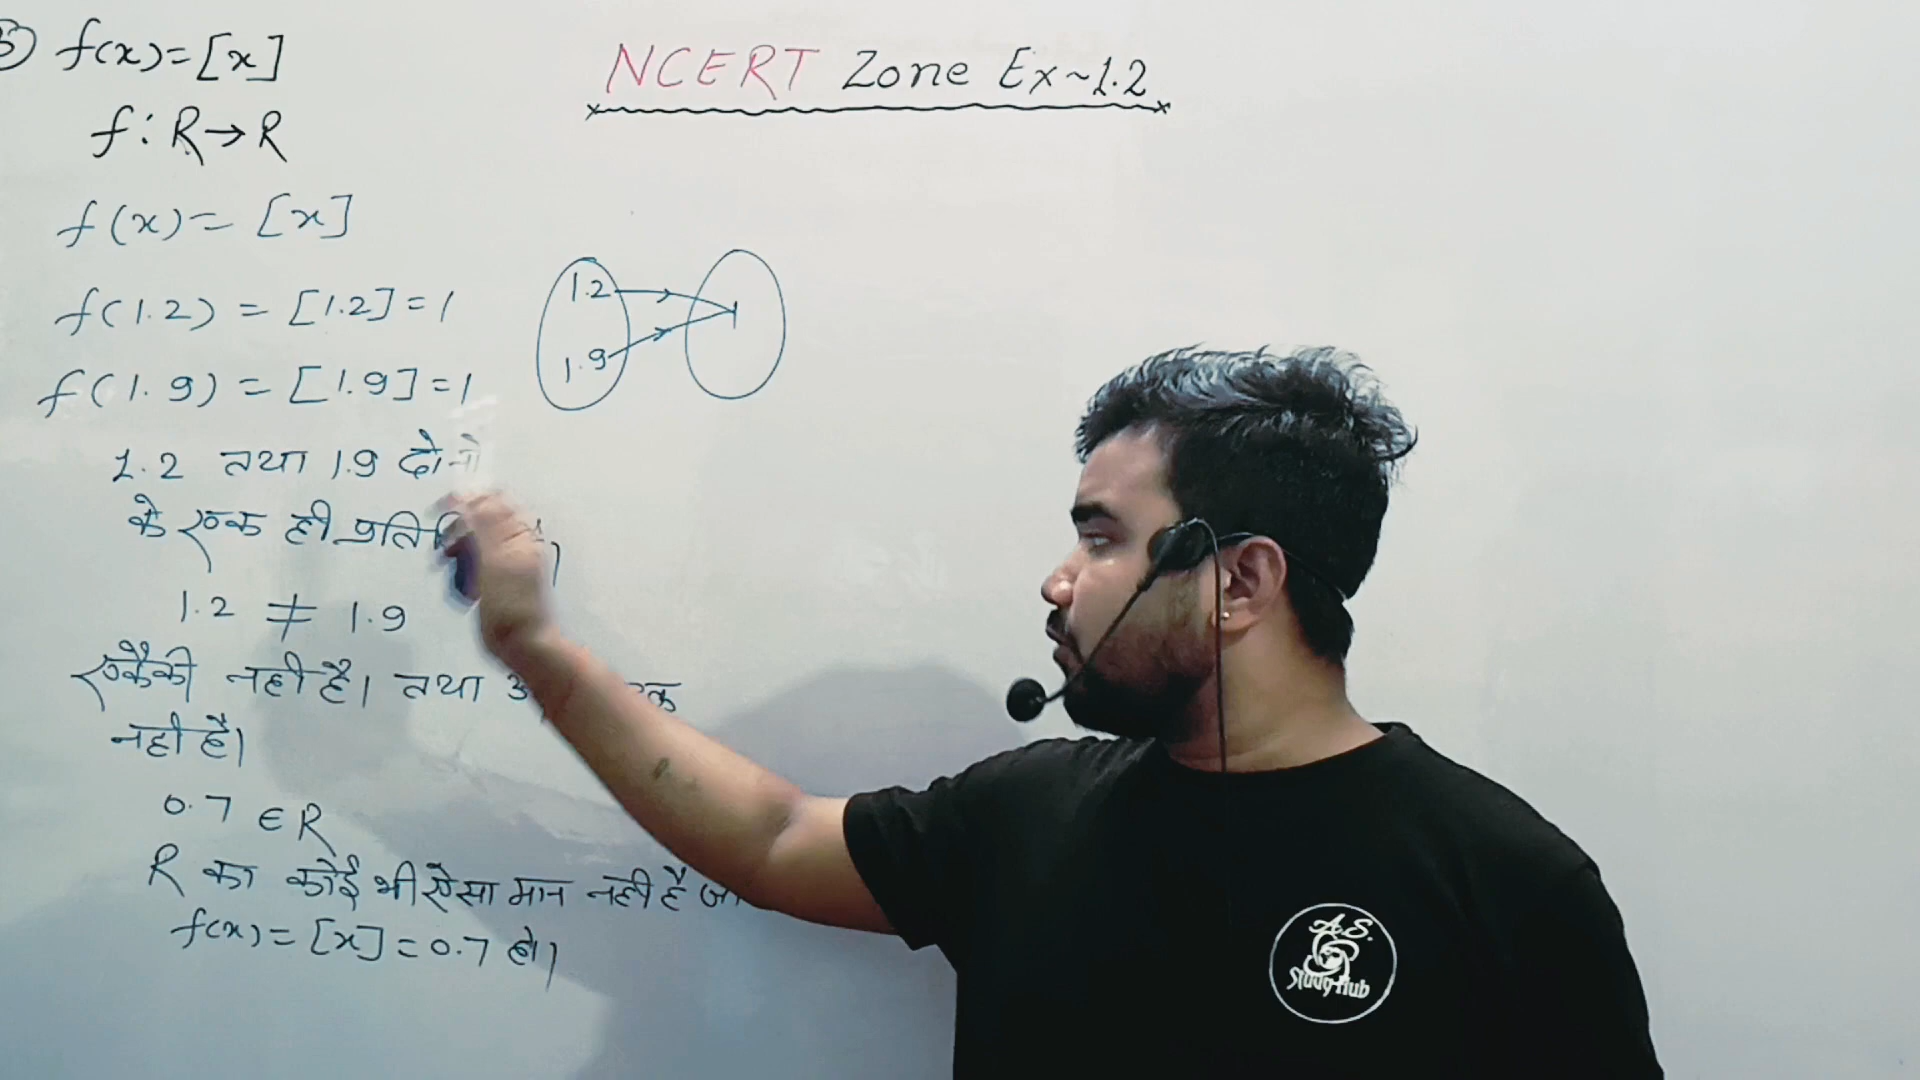 5) f(x)=[x]
f: R→R
NCERT Zone Ex~1.2
f(x)= [x]
f(1.2) = [1.2]=1
f(1.9) = [1.9]=1
1.2
1.9
1
1.2 तथा 1.9 दोनो
के एक ही
1.2 ≠ 1.9
एकैकी नही है। तथा
नही है।
0.7 ∈ R
R का कोई भी ऐसा मान नही है
f(x) = [x] = 0.7 हो।
A.S.
Study Hub